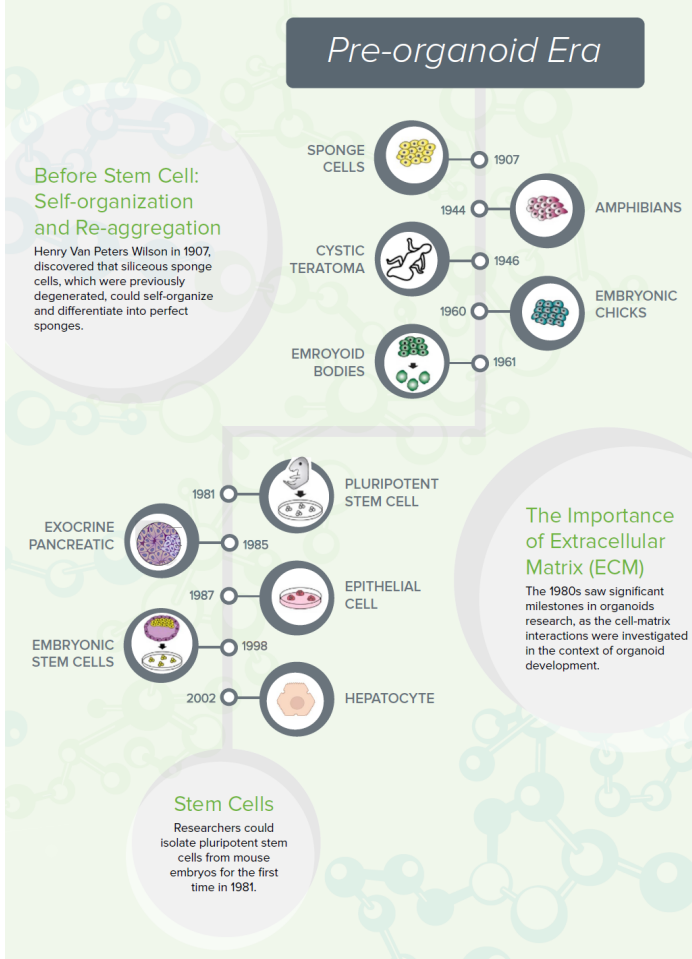 Pre-organoid Era
SPONGE
CELLS
1907
Before Stem Cell:
Self-organization
and Re-aggregation
Henry Van Peters Wilson in 1907,
discovered that siliceous sponge
cells, which were previously
degenerated, could self-organize
and differentiate into perfect
sponges.
1944
AMPHIBIANS
CYSTIC
TERATOMA
1946
EMBRYONIC
CHICKS
1960
EMROYOID
BODIES
1961
PLURIPOTENT
STEM CELL
1981
EXOCRINE
PANCREATIC
1985
The Importance
of Extracellular
Matrix (ECM)
The 1980s saw significant
milestones in organoids
research, as the cell-matrix
interactions were investigated
in the context of organoid
development.
1987
EPITHELIAL
CELL
EMBRYONIC
STEM CELLS
1998
2002
HEPATOCYTE
Stem Cells
Researchers could
isolate pluripotent stem
cells from mouse
embryos for the first
time in 1981.